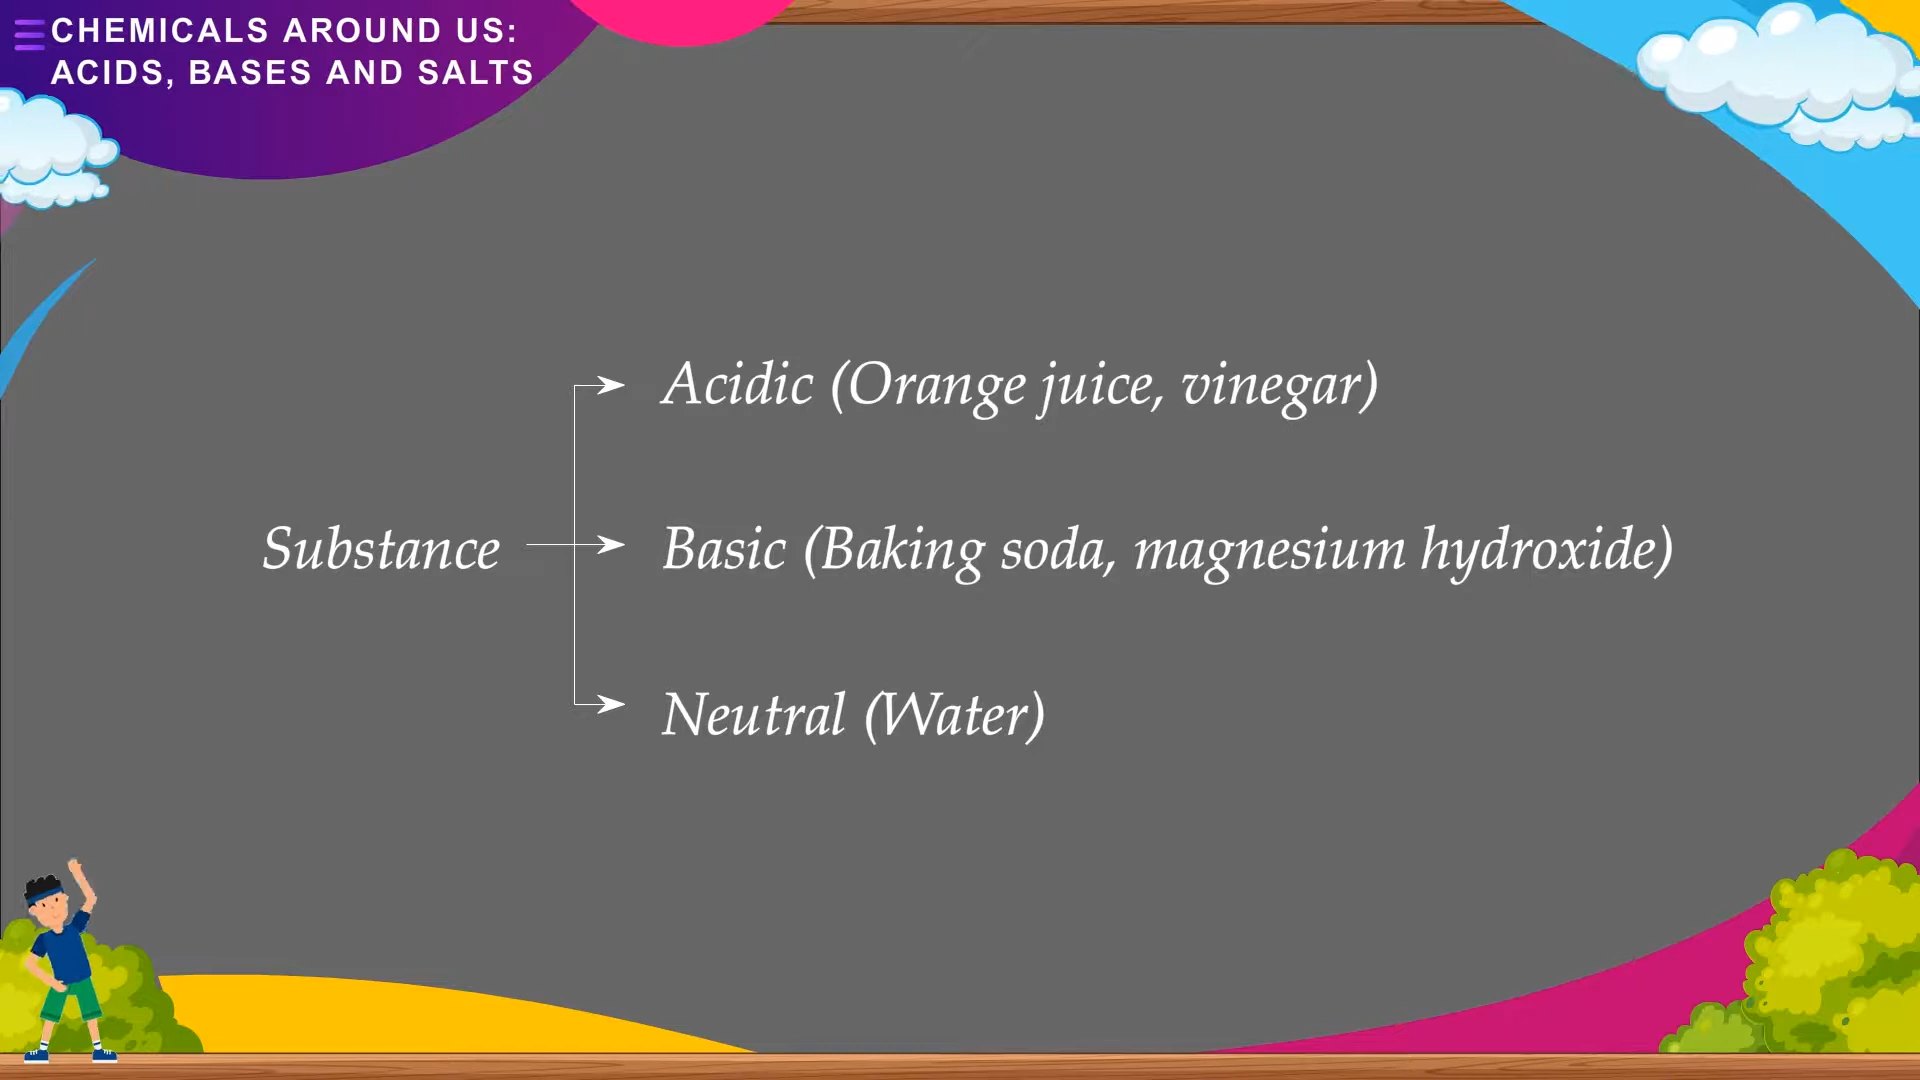 CHEMICALS AROUND US:
ACIDS, BASES AND SALTS
Acidic (Orange juice, vinegar)
Substance
Basic (Baking soda, magnesium hydroxide)
Neutral (Water)